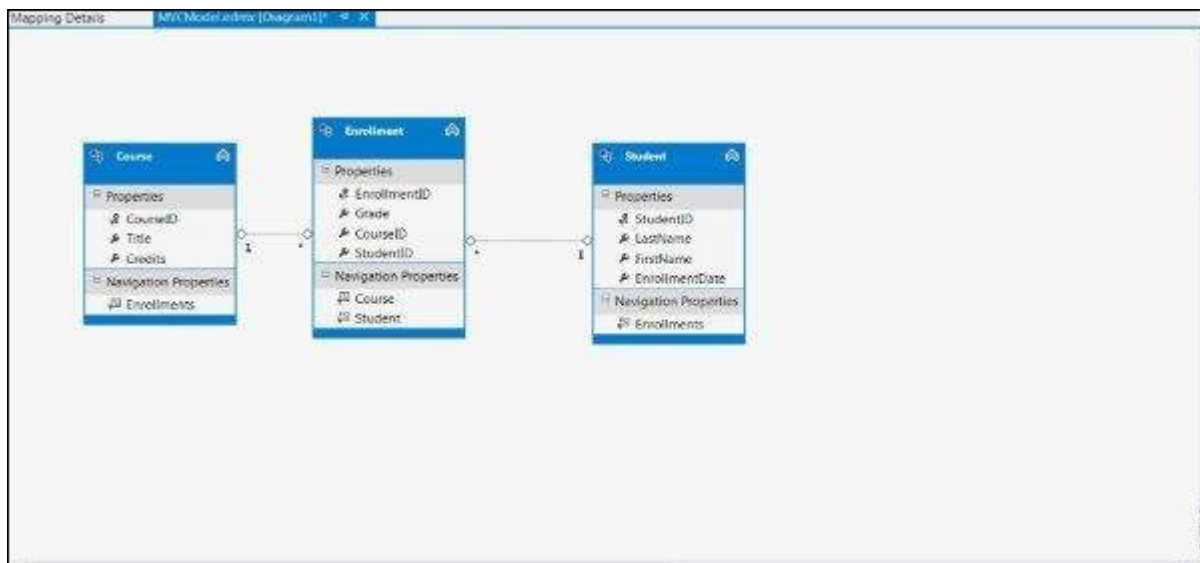 Mapping Details
MVCModel.edmx [Diagram1]*
Course
Properties
CourseID
Title
Credits
Navigation Properties
Enrollments
1
*
Enrollment
Properties
EnrollmentID
Grade
CourseID
StudentID
Navigation Properties
Course
Student
*
1
Student
Properties
StudentID
LastName
FirstName
EnrollmentDate
Navigation Properties
Enrollments